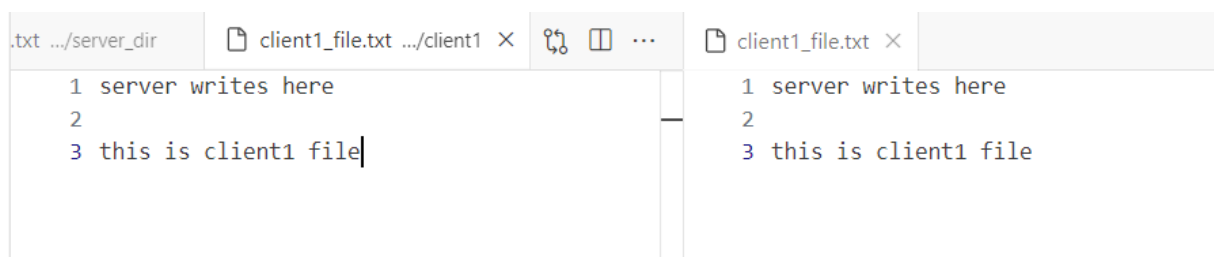 .txt .../server_dir
client1_file.txt .../client1
1 server writes here
2
3 this is client1 file
client1_file.txt
1 server writes here
2
3 this is client1 file